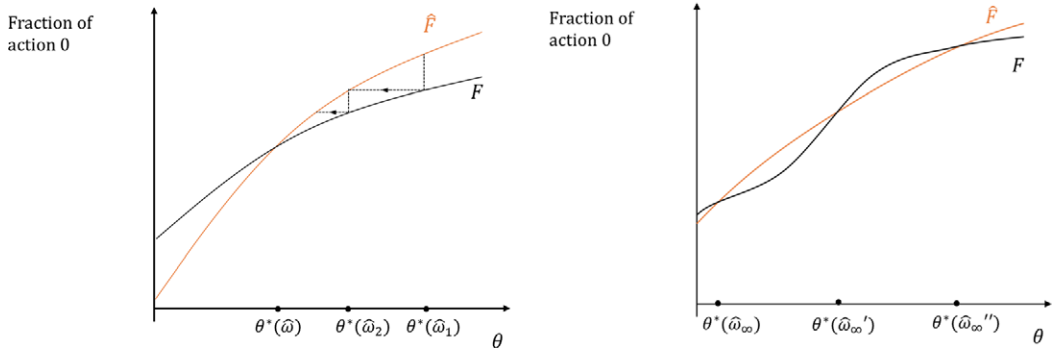 Fraction of
action 0
F̂
F
θ*(ω̂) θ*(ω̂₂) θ*(ω̂₁)
θ
Fraction of
action 0
F̂
F
θ*(ω̂∞) θ*(ω̂∞′) θ*(ω̂∞′′)
θ